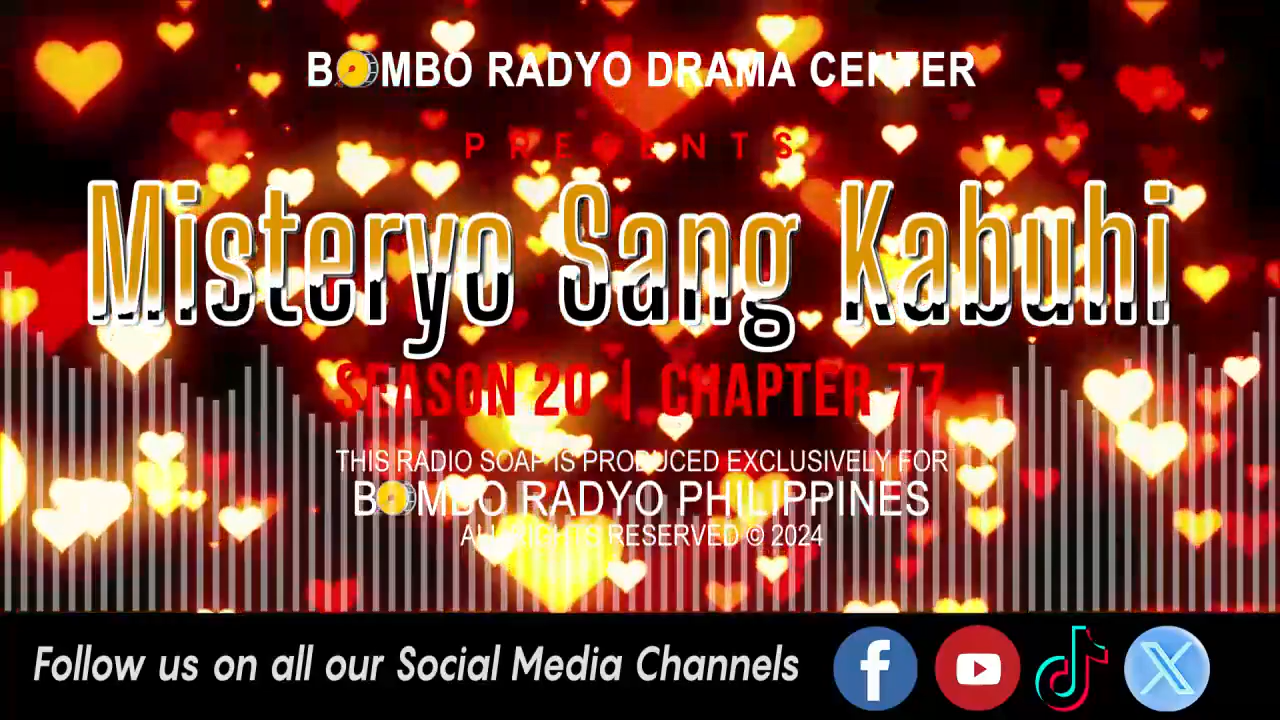 BOMBO RADYO DRAMA CENTER
PRESENTS
Misteryo Sang Kabuhi
SEASON 20 | CHAPTER 77
THIS RADIO SOAP IS PRODUCED EXCLUSIVELY FOR
BOMBO RADYO PHILIPPINES
ALL RIGHTS RESERVED © 2024
Follow us on all our Social Media Channels